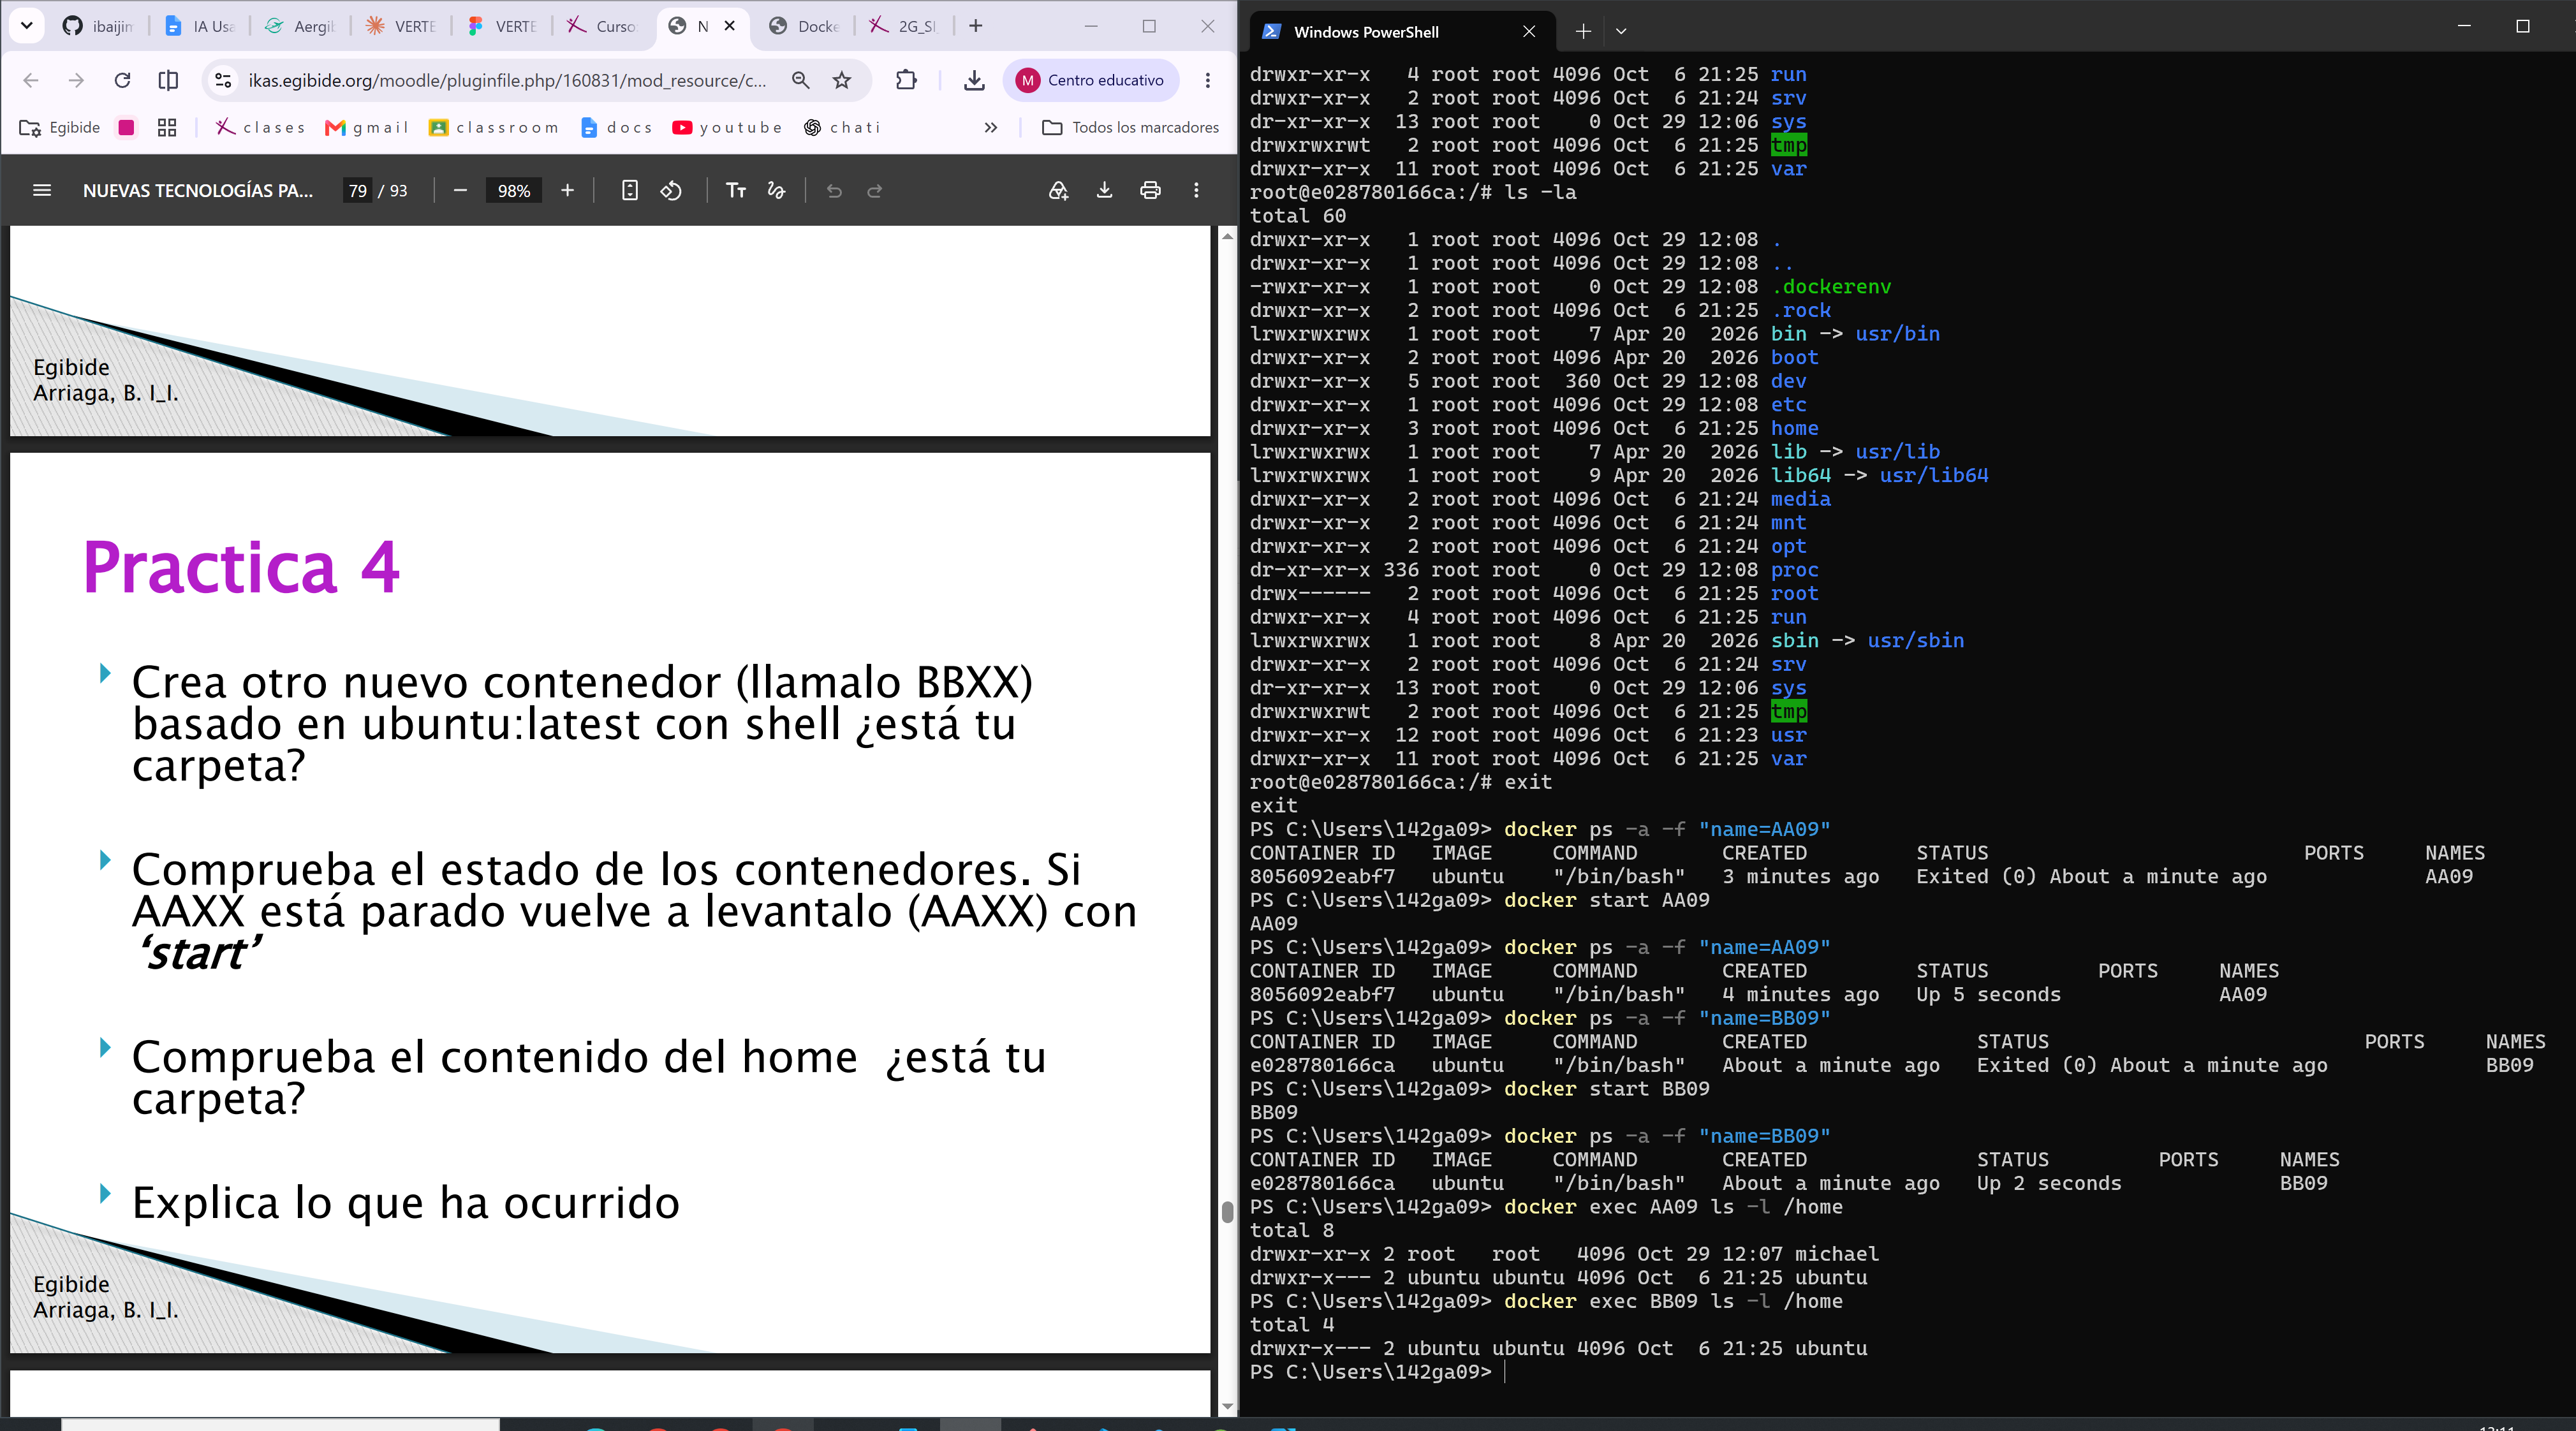 ibaijim
IA Usa
Aergib
VERTE
VERTE
Curso
N
Docke
2G_SI
ikas.egibide.org/moodle/pluginfile.php/160831/mod_resource/c...
M
Centro educativo
Egibide
clases
gmail
classroom
docs
youtube
chati
»
Todos los marcadores
NUEVAS TECNOLOGÍAS PA...
79 / 93
98%
Egibide
Arriaga, B. I_I.
Practica 4
Crea otro nuevo contenedor (llamalo BBXX)
basado en ubuntu:latest con shell ¿está tu
carpeta?
Comprueba el estado de los contenedores. Si
AAXX está parado vuelve a levantalo (AAXX) con
‘start’
Comprueba el contenido del home ¿está tu
carpeta?
Explica lo que ha ocurrido
Egibide
Arriaga, B. I_I.
Windows PowerShell
drwxr-xr-x   4 root root 4096 Oct  6 21:25 run
drwxr-xr-x   2 root root 4096 Oct  6 21:24 srv
dr-xr-xr-x  13 root root    0 Oct 29 12:06 sys
drwxrwxrwt   2 root root 4096 Oct  6 21:25 tmp
drwxr-xr-x  11 root root 4096 Oct  6 21:25 var
root@e028780166ca:/# ls -la
total 60
drwxr-xr-x   1 root root 4096 Oct 29 12:08 .
drwxr-xr-x   1 root root 4096 Oct 29 12:08 ..
-rwxr-xr-x   1 root root    0 Oct 29 12:08 .dockerenv
drwxr-xr-x   2 root root 4096 Oct  6 21:25 .rock
lrwxrwxrwx   1 root root    7 Apr 20  2026 bin -> usr/bin
drwxr-xr-x   2 root root 4096 Apr 20  2026 boot
drwxr-xr-x   5 root root  360 Oct 29 12:08 dev
drwxr-xr-x   1 root root 4096 Oct 29 12:08 etc
drwxr-xr-x   3 root root 4096 Oct  6 21:25 home
lrwxrwxrwx   1 root root    7 Apr 20  2026 lib -> usr/lib
lrwxrwxrwx   1 root root    9 Apr 20  2026 lib64 -> usr/lib64
drwxr-xr-x   2 root root 4096 Oct  6 21:24 media
drwxr-xr-x   2 root root 4096 Oct  6 21:24 mnt
drwxr-xr-x   2 root root 4096 Oct  6 21:24 opt
dr-xr-xr-x 336 root root    0 Oct 29 12:08 proc
drwx------   2 root root 4096 Oct  6 21:25 root
drwxr-xr-x   4 root root 4096 Oct  6 21:25 run
lrwxrwxrwx   1 root root    8 Apr 20  2026 sbin -> usr/sbin
drwxr-xr-x   2 root root 4096 Oct  6 21:24 srv
dr-xr-xr-x  13 root root    0 Oct 29 12:06 sys
drwxrwxrwt   2 root root 4096 Oct  6 21:25 tmp
drwxr-xr-x  12 root root 4096 Oct  6 21:23 usr
drwxr-xr-x  11 root root 4096 Oct  6 21:25 var
root@e028780166ca:/# exit
exit
PS C:\Users\142ga09> docker ps -a -f "name=AA09"
CONTAINER ID   IMAGE     COMMAND       CREATED         STATUS                          PORTS     NAMES
8056092eabf7   ubuntu    "/bin/bash"   3 minutes ago   Exited (0) About a minute ago             AA09
PS C:\Users\142ga09> docker start AA09
AA09
PS C:\Users\142ga09> docker ps -a -f "name=AA09"
CONTAINER ID   IMAGE     COMMAND       CREATED         STATUS         PORTS     NAMES
8056092eabf7   ubuntu    "/bin/bash"   4 minutes ago   Up 5 seconds             AA09
PS C:\Users\142ga09> docker ps -a -f "name=BB09"
CONTAINER ID   IMAGE     COMMAND       CREATED              STATUS                          PORTS     NAMES
e028780166ca   ubuntu    "/bin/bash"   About a minute ago   Exited (0) About a minute ago             BB09
PS C:\Users\142ga09> docker start BB09
BB09
PS C:\Users\142ga09> docker ps -a -f "name=BB09"
CONTAINER ID   IMAGE     COMMAND       CREATED              STATUS         PORTS     NAMES
e028780166ca   ubuntu    "/bin/bash"   About a minute ago   Up 2 seconds             BB09
PS C:\Users\142ga09> docker exec AA09 ls -l /home
total 8
drwxr-xr-x 2 root   root   4096 Oct 29 12:07 michael
drwxr-x--- 2 ubuntu ubuntu 4096 Oct  6 21:25 ubuntu
PS C:\Users\142ga09> docker exec BB09 ls -l /home
total 4
drwxr-x--- 2 ubuntu ubuntu 4096 Oct  6 21:25 ubuntu
PS C:\Users\142ga09>